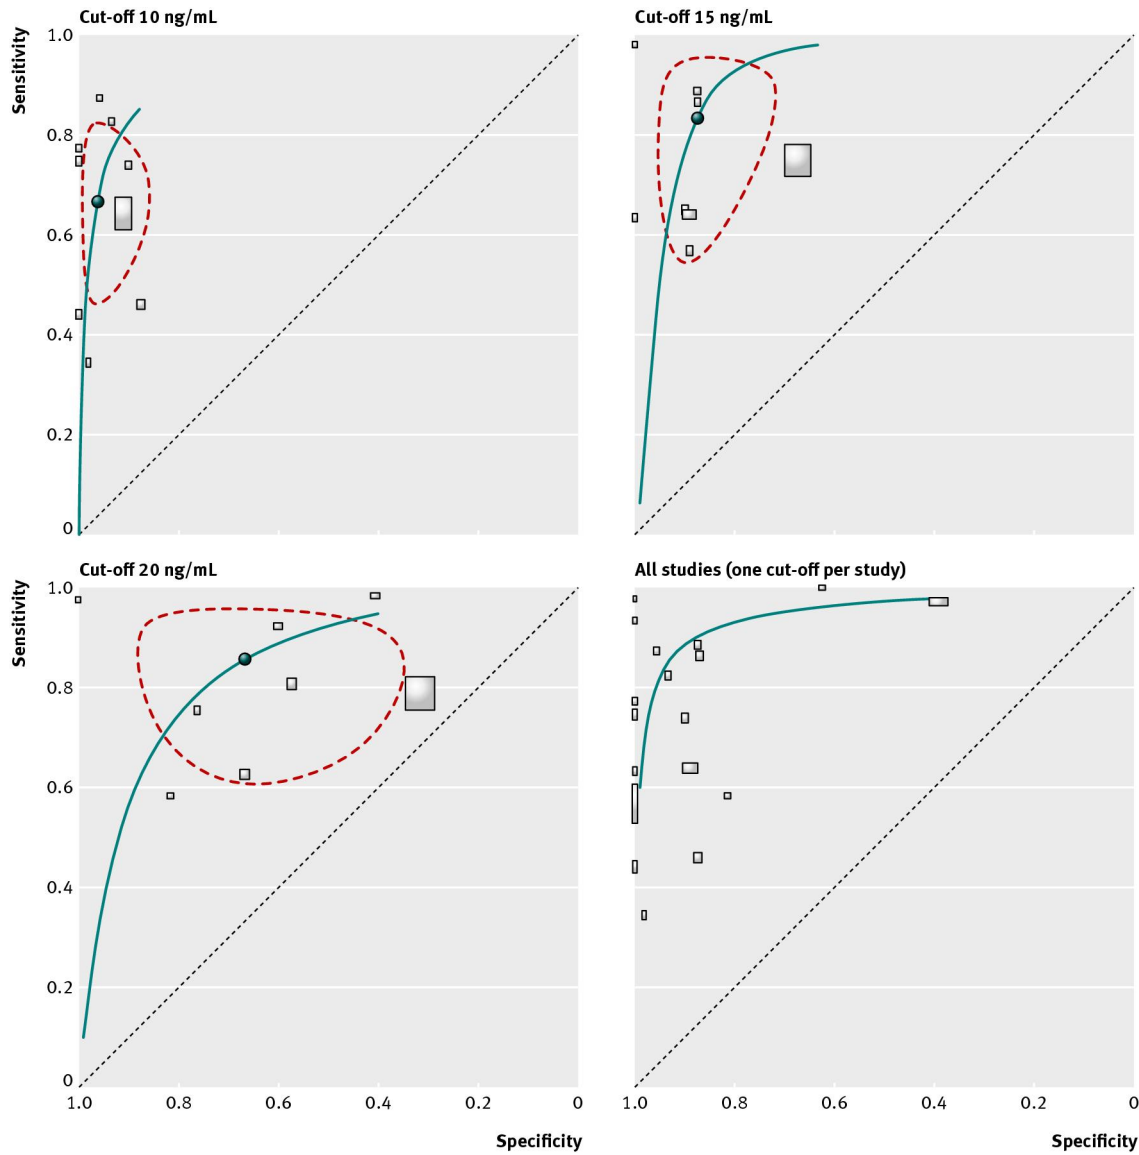 Cut-off 10 ng/mL
Cut-off 15 ng/mL
Sensitivity
1.0
0.8
0.6
0.4
0.2
0
Cut-off 20 ng/mL
All studies (one cut-off per study)
Sensitivity
1.0
0.8
0.6
0.4
0.2
0
1.0 0.8 0.6 0.4 0.2 0
1.0 0.8 0.6 0.4 0.2 0
Specificity
Specificity